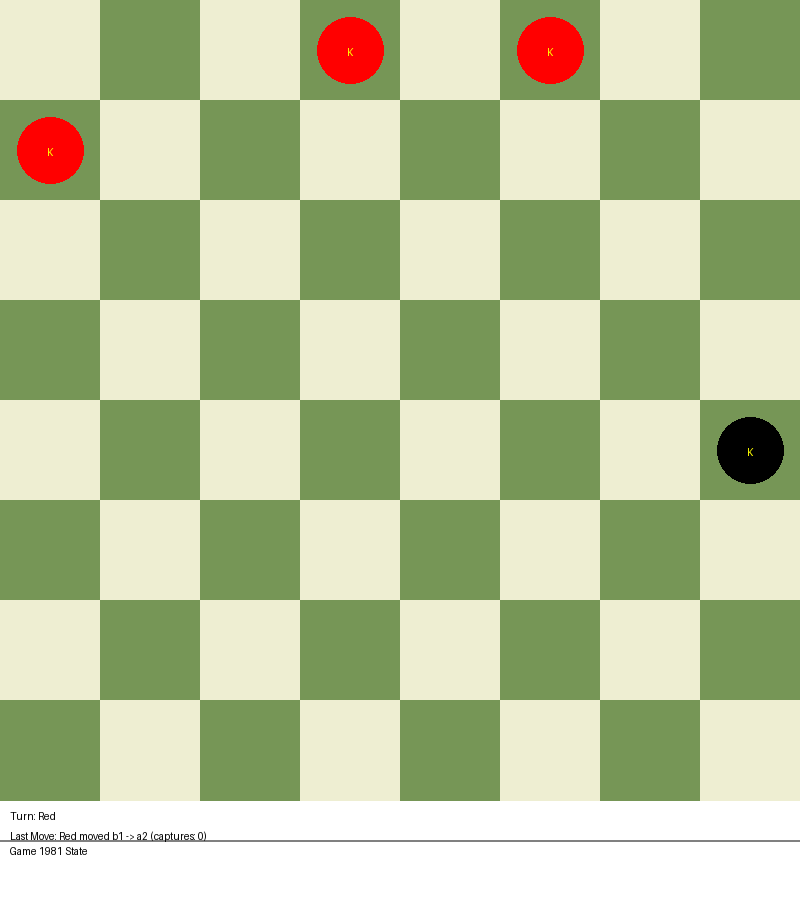 K K
K
K
Turn: Red
Last Move: Red moved b1 -> a2 (captures: 0)
Game 1981 State